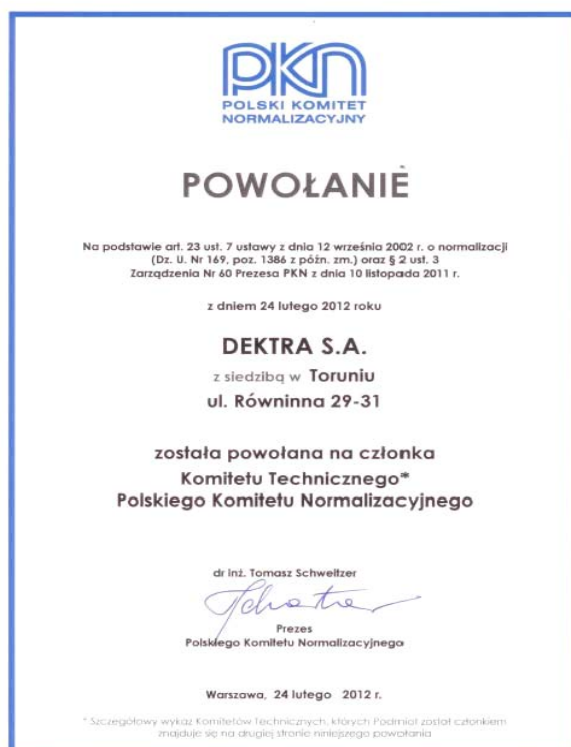 PKN
POLSKI KOMITET
NORMALIZACYJNY
POWOŁANIE
Na podstawie art. 23 ust. 7 ustawy z dnia 12 września 2002 r. o normalizacji
(Dz. U. Nr 169, poz. 1386 z późn. zm.) oraz § 2 ust. 3
Zarządzenia Nr 60 Prezesa PKN z dnia 10 listopada 2011 r.
z dniem 24 lutego 2012 roku
DEKTRA S.A.
z siedzibą w Toruniu
ul. Równinna 29-31
została powołana na członka
Komitetu Technicznego*
Polskiego Komitetu Normalizacyjnego
dr inż. Tomasz Schweitzer
Prezes
Polskiego Komitetu Normalizacyjnego
Warszawa, 24 lutego 2012 r.
* Szczegółowy wykaz Komitetów Technicznych, których Podmiot został członkiem
znajduje się na drugiej stronie niniejszego powołania